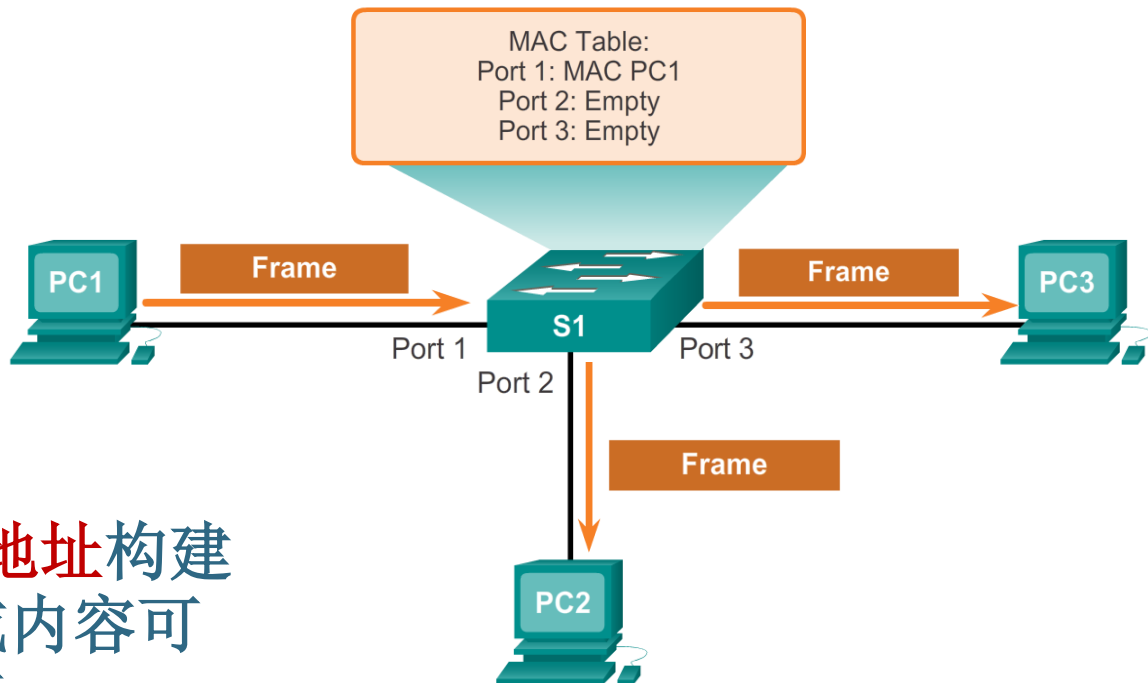 MAC Table:
Port 1: MAC PC1
Port 2: Empty
Port 3: Empty
PC1
Frame
Frame
PC3
S1
Port 1
Port 3
Port 2
Frame
地址构建
内容可
PC2